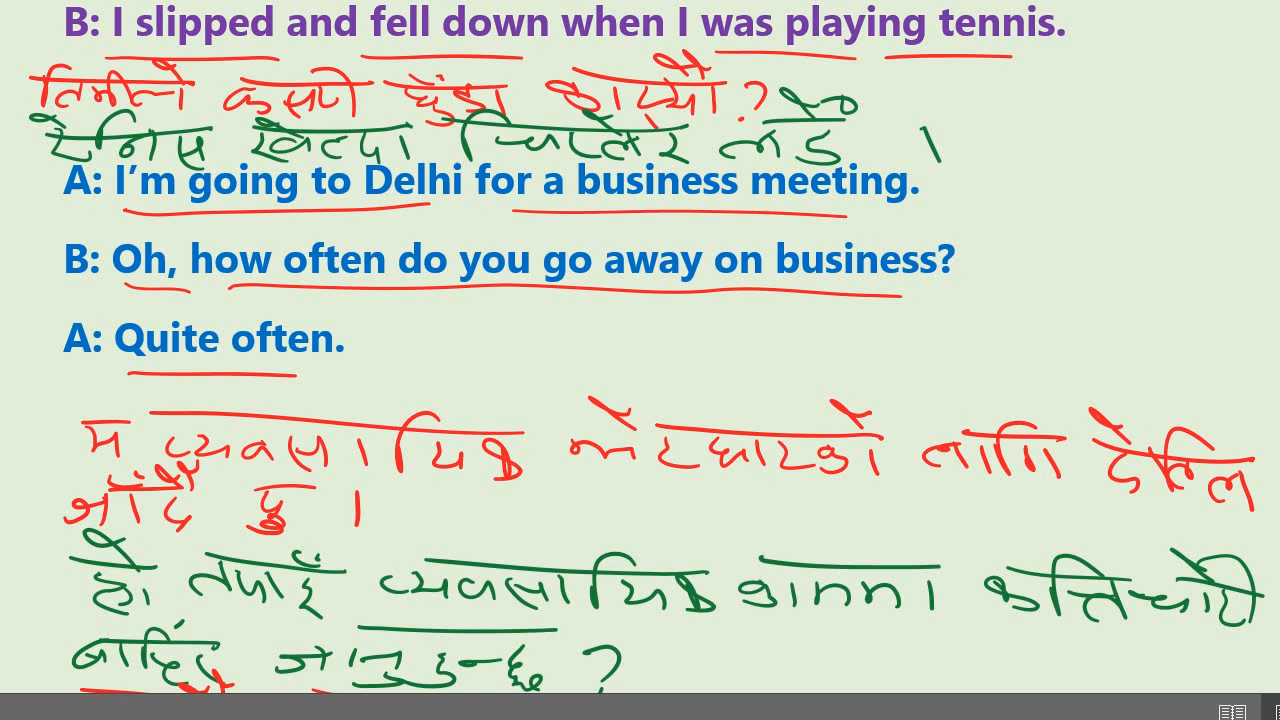 B: I slipped and fell down when I was playing tennis.
तिमीले कसरी घुँडा ?
टेनिस खेल्दा चिप्लेर लडेँ ।
A: I'm going to Delhi for a business meeting.
B: Oh, how often do you go away on business?
A: Quite often.
म व्यवसायिक भेटघाटको लागि
जाँदै छु ।
तपाईं व्यवसायिक काममा
बाहिर जानुहुन्छ ?